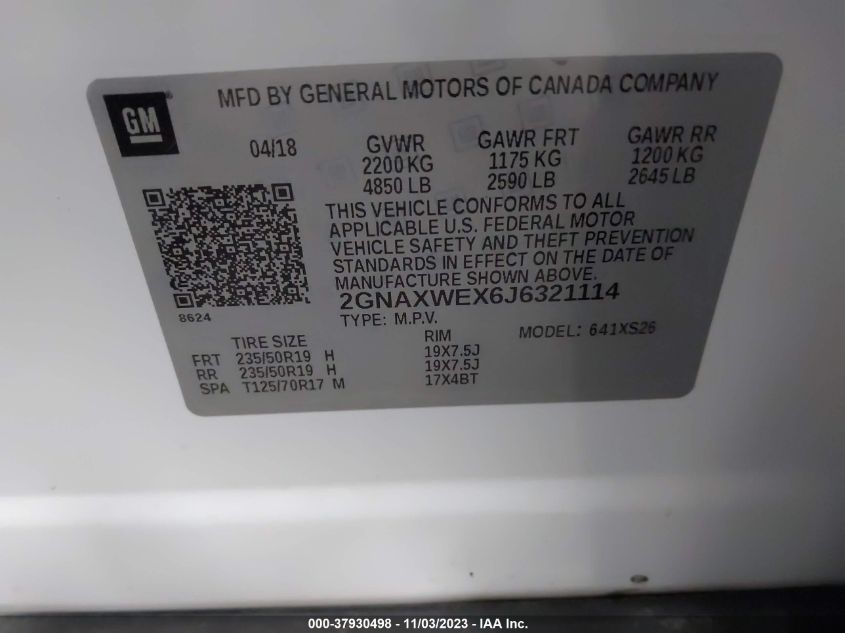 GM ®
MFD BY GENERAL MOTORS OF CANADA COMPANY
04/18 GVWR GAWR FRT GAWR RR
2200 KG 1175 KG 1200 KG
4850 LB 2590 LB 2645 LB
THIS VEHICLE CONFORMS TO ALL
APPLICABLE U.S. FEDERAL MOTOR
VEHICLE SAFETY AND THEFT PREVENTION
STANDARDS IN EFFECT ON THE DATE OF
MANUFACTURE SHOWN ABOVE.
2GNAXWEX6J6321114
8624
TYPE: M.P.V. MODEL: 641XS26
TIRE SIZE RIM
FRT 235/50R19 H 19X7.5J
RR 235/50R19 H 19X7.5J
SPA T125/70R17 M 17X4BT
000-37930498 - 11/03/2023 - IAA Inc.